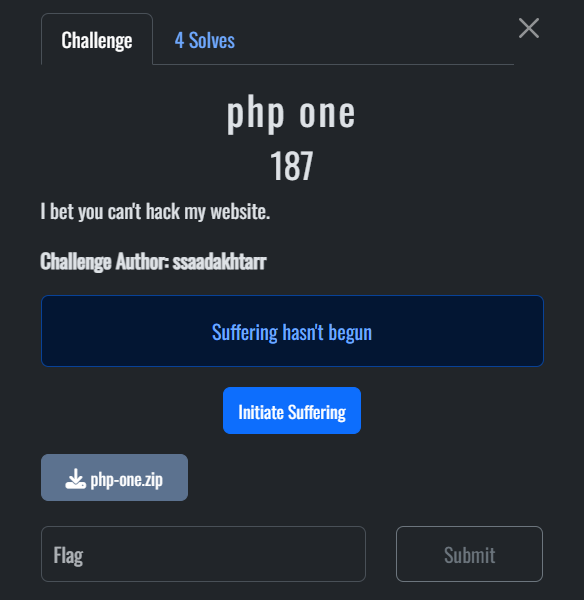 Challenge
4 Solves
php one
187
I bet you can't hack my website.
Challenge Author: ssaadakhtarr
Suffering hasn't begun
Initiate Suffering
php-one.zip
Flag
Submit